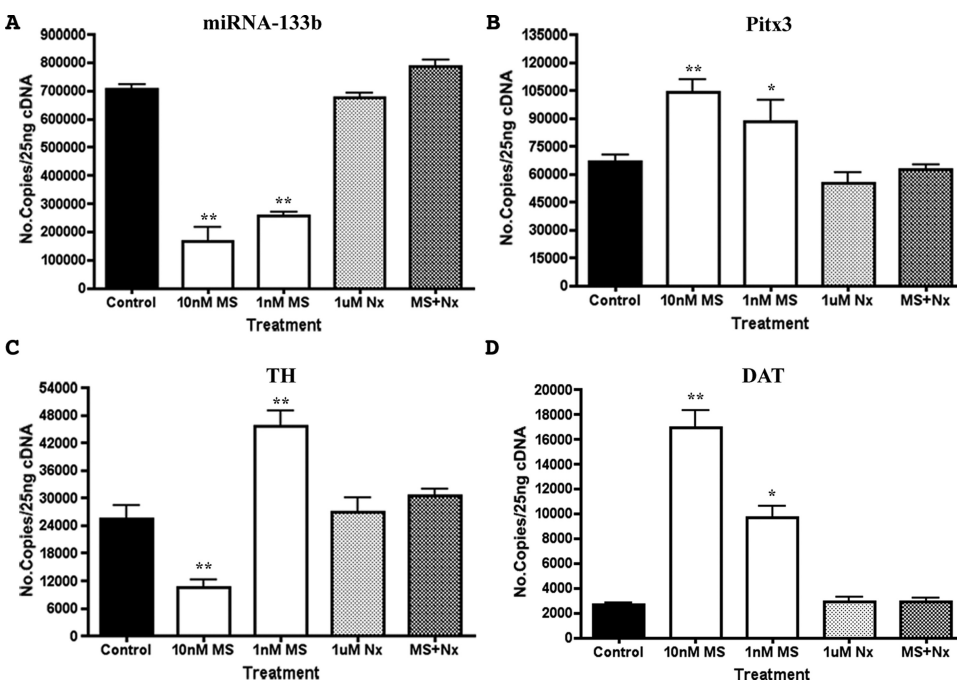 A
miRNA-133b
No.Copies/25ng cDNA
900000
800000
700000
600000
500000
400000
300000
200000
100000
0
**
**
Control
10nM MS
1nM MS
1uM Nx
MS+Nx
Treatment
B
Pitx3
No.Copies/25ng cDNA
135000
120000
105000
90000
75000
60000
45000
30000
15000
0
**
*
Control
10nM MS
1nM MS
1uM Nx
MS+Nx
Treatment
C
TH
No.Copies/25ng cDNA
54000
48000
42000
36000
30000
24000
18000
12000
6000
0
**
**
Control
10nM MS
1nM MS
1uM Nx
MS+Nx
Treatment
D
DAT
No.Copies/25ng cDNA
20000
18000
16000
14000
12000
10000
8000
6000
4000
2000
0
**
*
Control
10nM MS
1nM MS
1uM Nx
MS+Nx
Treatment